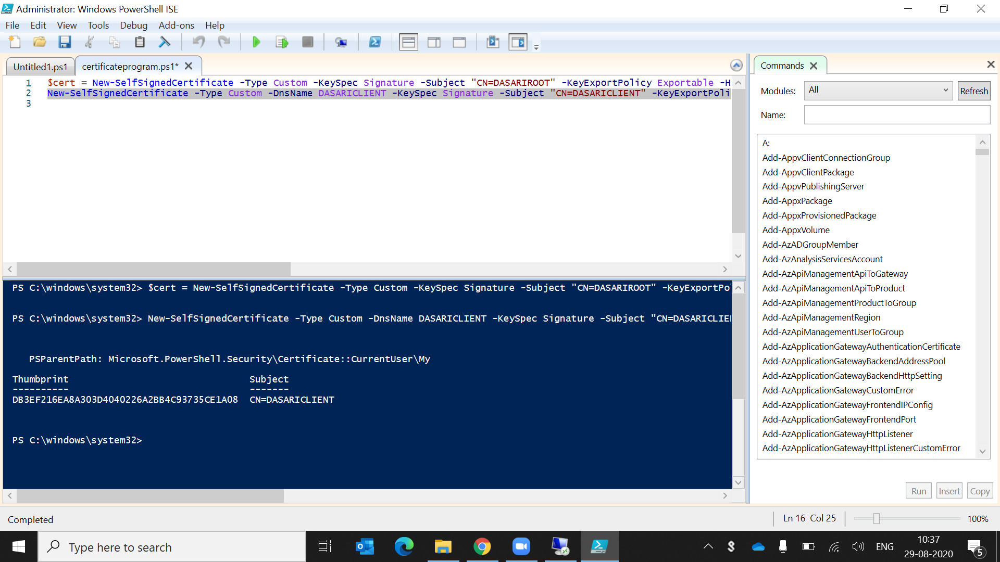 Administrator: Windows PowerShell ISE
File Edit View Tools Debug Add-ons Help
Untitled1.ps1 certificateprogram.ps1*
1 $cert = New-SelfSignedCertificate -Type Custom -KeySpec Signature -Subject "CN=DASARIROOT" -KeyExportPolicy Exportable -H
2 New-SelfSignedCertificate -Type Custom -DnsName DASARICLIENT -KeySpec Signature -Subject "CN=DASARICLIENT" -KeyExportPoli
3
PS C:\windows\system32> $cert = New-SelfSignedCertificate -Type Custom -KeySpec Signature -Subject "CN=DASARIROOT" -KeyExportPo
PS C:\windows\system32> New-SelfSignedCertificate -Type Custom -DnsName DASARICLIENT -KeySpec Signature -Subject "CN=DASARICLIE
PSParentPath: Microsoft.PowerShell.Security\Certificate::CurrentUser\My
Thumbprint Subject
---------- -------
DB3EF216EA8A303D4040226A2BB4C93735CE1A08 CN=DASARICLIENT
PS C:\windows\system32>
Commands
Modules: All Refresh
Name:
A:
Add-AppvClientConnectionGroup
Add-AppvClientPackage
Add-AppvPublishingServer
Add-AppxPackage
Add-AppxProvisionedPackage
Add-AppxVolume
Add-AzADGroupMember
Add-AzAnalysisServicesAccount
Add-AzApiManagementApiToGateway
Add-AzApiManagementApiToProduct
Add-AzApiManagementProductToGroup
Add-AzApiManagementRegion
Add-AzApiManagementUserToGroup
Add-AzApplicationGatewayAuthenticationCertificate
Add-AzApplicationGatewayBackendAddressPool
Add-AzApplicationGatewayBackendHttpSetting
Add-AzApplicationGatewayCustomError
Add-AzApplicationGatewayFrontendIPConfig
Add-AzApplicationGatewayFrontendPort
Add-AzApplicationGatewayHttpListener
Add-AzApplicationGatewayHttpListenerCustomError
Run Insert Copy
Completed Ln 16 Col 25 100%
Type here to search
ENG
10:37
29-08-2020
5